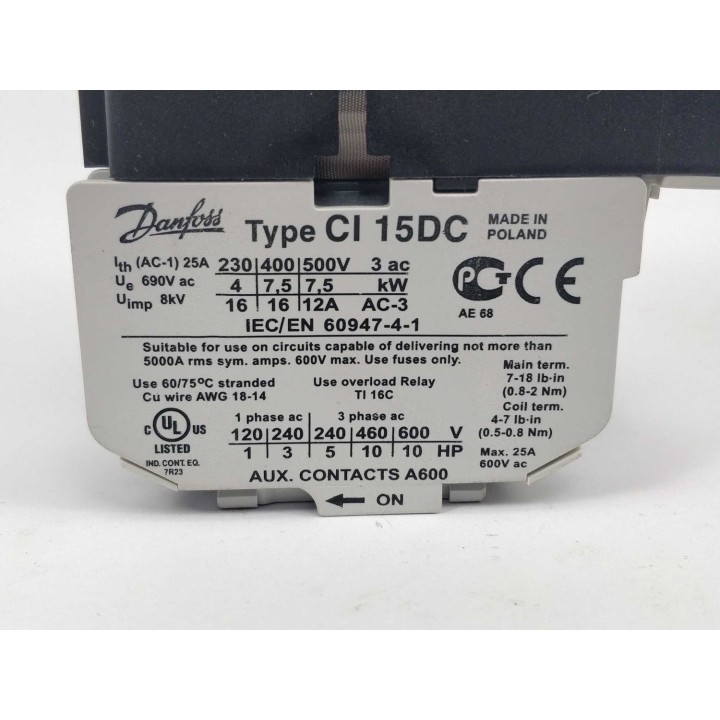 Danfoss Type CI 15DC MADE IN POLAND
Ith (AC-1) 25A 230 400 500V 3 ac
Ue 690V ac 4 7,5 7,5 kW
Uimp 8kV 16 16 12A AC-3
IEC/EN 60947-4-1
PCT CE
AE 68
Suitable for use on circuits capable of delivering not more than
5000A rms sym. amps. 600V max. Use fuses only.
Use 60/75°C stranded
Cu wire AWG 18-14
Use overload Relay
TI 16C
Main term.
7-18 lb·in
(0.8-2 Nm)
Coil term.
4-7 lb·in
(0.5-0.8 Nm)
Max. 25A
600V ac
C UL US
LISTED
IND. CONT. EQ.
7R23
1 phase ac 3 phase ac
120 240 240 460 600 V
1 3 5 10 10 HP
AUX. CONTACTS A600
← ON